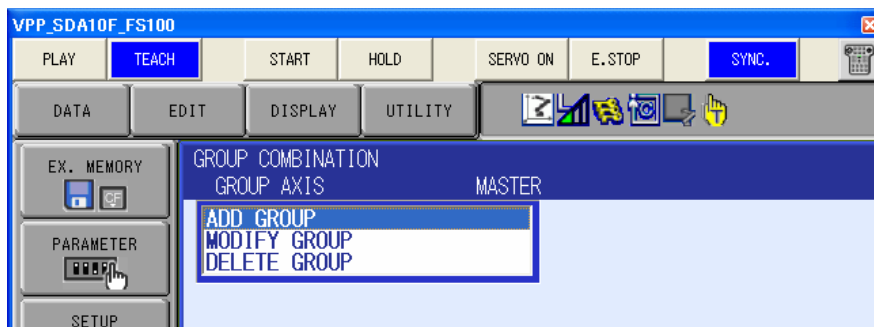 VPP_SDA10F_FS100
PLAY TEACH START HOLD SERVO ON E.STOP SYNC.
DATA EDIT DISPLAY UTILITY
EX. MEMORY
CF
PARAMETER
SETUP
GROUP COMBINATION
GROUP AXIS MASTER
ADD GROUP
MODIFY GROUP
DELETE GROUP